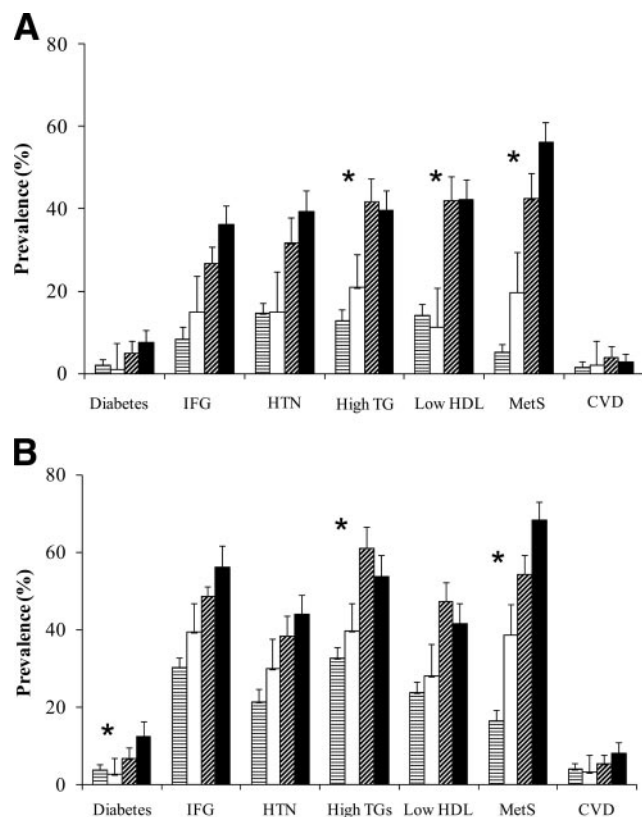 A
80
60
40
20
0
Prevalence (%)
*
*
*
Diabetes IFG HTN High TG Low HDL MetS CVD
B
80
60
40
20
0
Prevalence (%)
*
*
*
Diabetes IFG HTN High TGs Low HDL MetS CVD